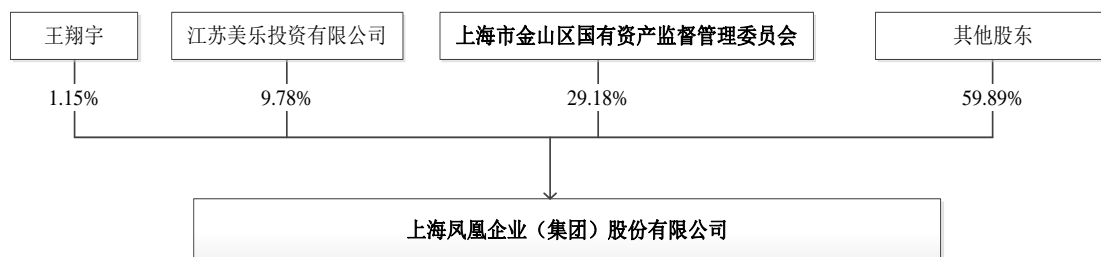 王翔宇
江苏美乐投资有限公司
上海市金山区国有资产监督管理委员会
其他股东
1.15%
9.78%
29.18%
59.89%
上海凤凰企业（集团）股份有限公司